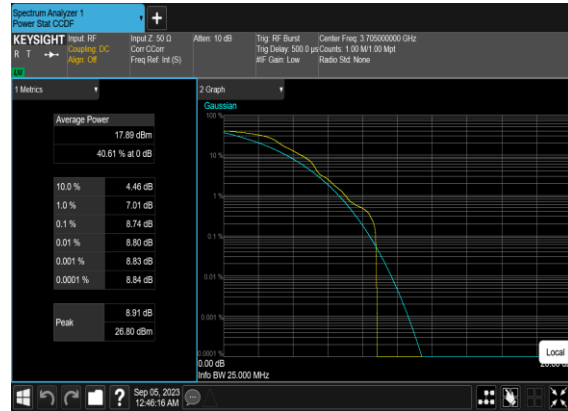 Spectrum Analyzer 1
Power Stat CCDF
KEYSIGHT
R T
LXI
Input: RF
Coupling: DC
Align: Off
Input Z: 50 Ω
Corr CCorr
Freq Ref: Int (S)
Atten: 10 dB
Trig: RF Burst
Trig Delay: 500.0 µs
#IF Gain: Low
Center Freq: 3.705000000 GHz
Counts: 1.00 M/1.00 Mpt
Radio Std: None
1 Metrics
Average Power
17.89 dBm
40.61 % at 0 dB
10.0 % 4.46 dB
1.0 % 7.01 dB
0.1 % 8.74 dB
0.01 % 8.80 dB
0.001 % 8.83 dB
0.0001 % 8.84 dB
Peak
8.91 dB
26.80 dBm
2 Graph
Gaussian
100 %
10 %
1 %
0.1 %
0.01 %
0.001 %
0.0001 %
0.00 dB
Info BW 25.000 MHz
Local
Sep 05, 2023
12:46:16 AM